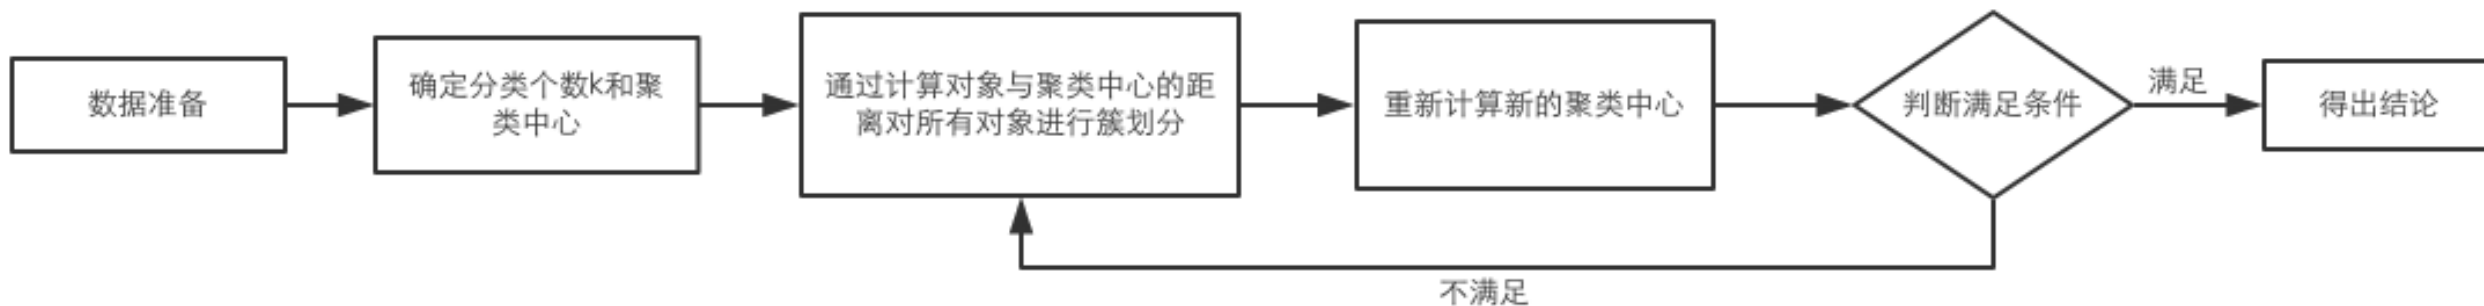 数据准备
确定分类个数k和聚
类中心
通过计算对象与聚类中心的距
离对所有对象进行簇划分
重新计算新的聚类中心
判断满足条件
满足
得出结论
不满足